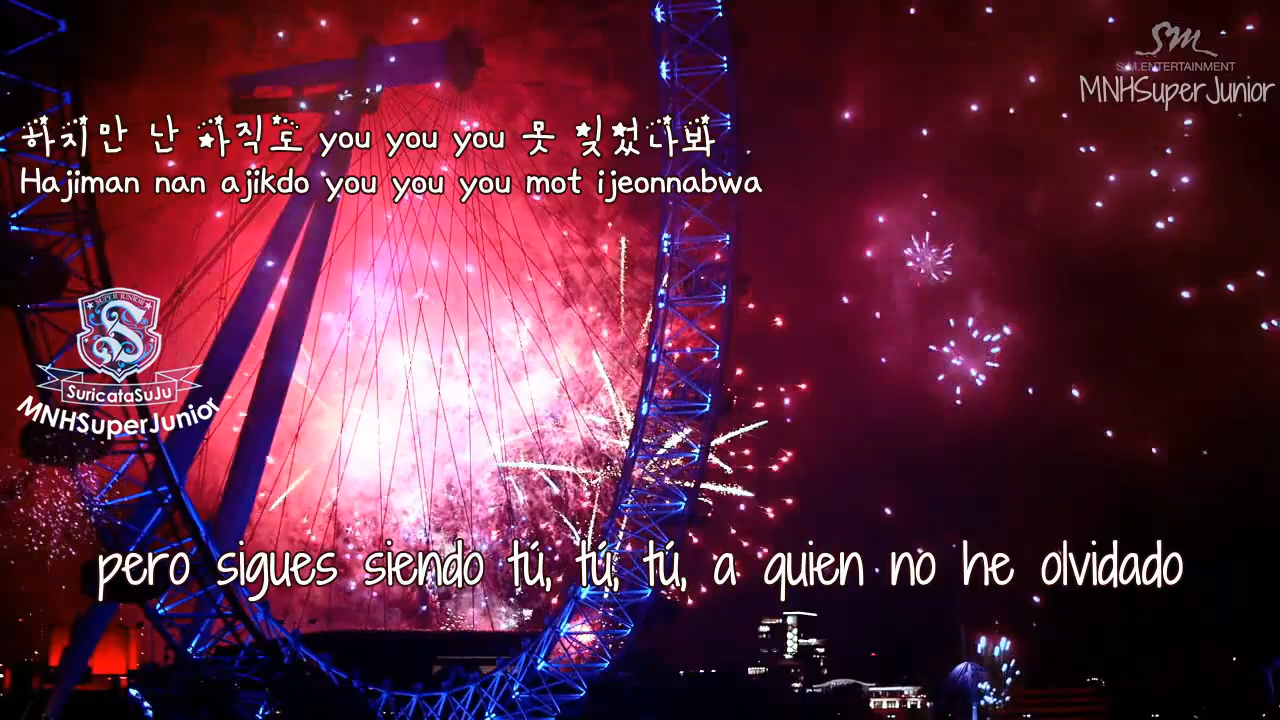 SM
S.M.ENTERTAINMENT
MNHSuperJunior
하지만 난 아직도 you you you 못 잊었나봐
Hajiman nan ajikdo you you you mot ijeonnabwa
SUPER JUNIOR
SuricataSuJu
MNHSuperJunior
pero sigues siendo tú, tú, tú, a quien no he olvidado